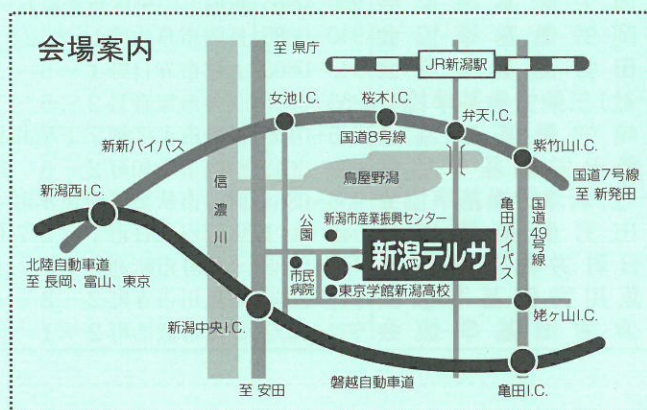 会場案内
至 県庁
JR新潟駅
女池I.C.
桜木I.C.
弁天I.C.
新新バイパス
国道8号線
紫竹山I.C.
国道7号線
至 新発田
新潟西I.C.
信濃川
鳥屋野潟
公園
新潟市産業振興センター
亀田バイパス
国道49号線
新潟テルサ
北陸自動車道
至 長岡、富山、東京
市民
病院
東京学館新潟高校
姥ヶ山I.C.
新潟中央I.C.
至 安田
磐越自動車道
亀田I.C.